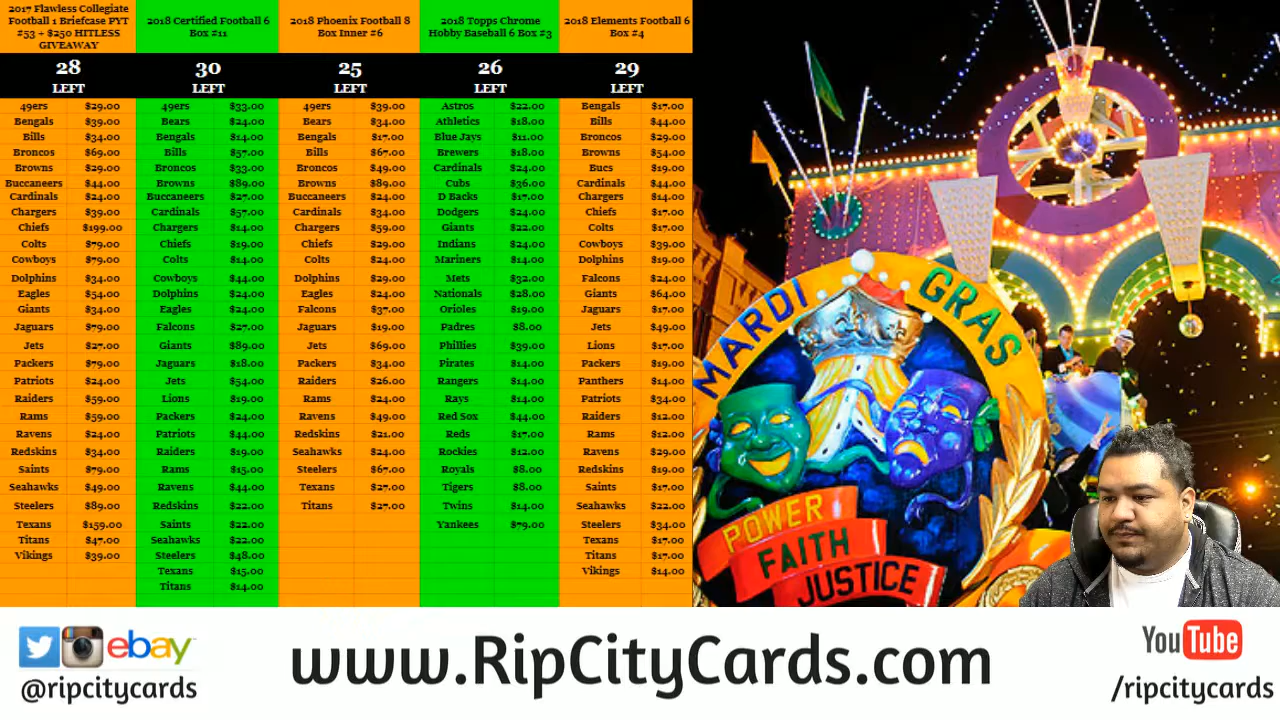 2017 Flawless Collegiate
Football 1 Briefcase PYT
#53 + $250 HITLESS
GIVEAWAY
28
LEFT
49ers $29.00
Bengals $39.00
Bills $34.00
Broncos $69.00
Browns $29.00
Buccaneers $44.00
Cardinals $24.00
Chargers $39.00
Chiefs $199.00
Colts $79.00
Cowboys $79.00
Dolphins $34.00
Eagles $54.00
Giants $34.00
Jaguars $79.00
Jets $27.00
Packers $79.00
Patriots $24.00
Raiders $59.00
Rams $59.00
Ravens $24.00
Redskins $34.00
Saints $79.00
Seahawks $49.00
Steelers $89.00
Texans $159.00
Titans $47.00
Vikings $39.00
2018 Certified Football 6
Box #11
30
LEFT
49ers $33.00
Bears $24.00
Bengals $14.00
Bills $57.00
Broncos $33.00
Browns $89.00
Buccaneers $27.00
Cardinals $57.00
Chargers $14.00
Chiefs $19.00
Colts $14.00
Cowboys $44.00
Dolphins $24.00
Eagles $24.00
Falcons $27.00
Giants $89.00
Jaguars $18.00
Jets $54.00
Lions $19.00
Packers $24.00
Patriots $44.00
Raiders $19.00
Rams $15.00
Ravens $44.00
Redskins $22.00
Saints $22.00
Seahawks $22.00
Steelers $48.00
Texans $15.00
Titans $14.00
2018 Phoenix Football 8
Box Inner #6
25
LEFT
49ers $39.00
Bears $34.00
Bengals $17.00
Bills $67.00
Broncos $49.00
Browns $89.00
Buccaneers $24.00
Cardinals $34.00
Chargers $59.00
Chiefs $29.00
Colts $24.00
Dolphins $29.00
Eagles $24.00
Falcons $37.00
Jaguars $19.00
Jets $69.00
Packers $34.00
Raiders $26.00
Rams $24.00
Ravens $49.00
Redskins $21.00
Seahawks $24.00
Steelers $67.00
Texans $27.00
Titans $27.00
2018 Topps Chrome
Hobby Baseball 6 Box #3
26
LEFT
Astros $22.00
Athletics $18.00
Blue Jays $11.00
Brewers $18.00
Cardinals $24.00
Cubs $36.00
D Backs $17.00
Dodgers $24.00
Giants $22.00
Indians $24.00
Mariners $14.00
Mets $32.00
Nationals $28.00
Orioles $19.00
Padres $8.00
Phillies $39.00
Pirates $14.00
Rangers $14.00
Rays $14.00
Red Sox $44.00
Reds $17.00
Rockies $12.00
Royals $8.00
Tigers $8.00
Twins $14.00
Yankees $79.00
2018 Elements Football 6
Box #4
29
LEFT
Bengals $17.00
Bills $44.00
Broncos $29.00
Browns $54.00
Bucs $19.00
Cardinals $44.00
Chargers $14.00
Chiefs $17.00
Colts $17.00
Cowboys $39.00
Dolphins $19.00
Falcons $24.00
Giants $64.00
Jaguars $17.00
Jets $49.00
Lions $17.00
Packers $19.00
Panthers $14.00
Patriots $34.00
Raiders $12.00
Rams $12.00
Ravens $29.00
Redskins $19.00
Saints $17.00
Seahawks $22.00
Steelers $34.00
Texans $17.00
Titans $17.00
Vikings $14.00
MARDI GRAS
POWER
FAITH
JUSTICE
ebay
@ripcitycards
www.RipCityCards.com
YouTube
/ripcitycards